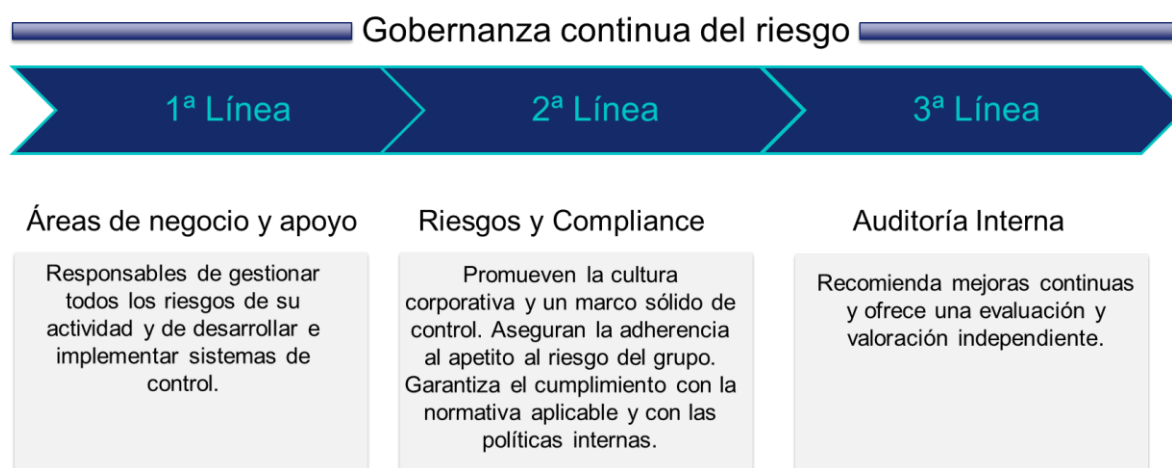 Gobernanza continua del riesgo
1ª Línea
2ª Línea
3ª Línea
Áreas de negocio y apoyo
Responsables de gestionar
todos los riesgos de su
actividad y de desarrollar e
implementar sistemas de
control.
Riesgos y Compliance
Promueven la cultura
corporativa y un marco sólido de
control. Aseguran la adherencia
al apetito al riesgo del grupo.
Garantiza el cumplimiento con la
normativa aplicable y con las
políticas internas.
Auditoría Interna
Recomienda mejoras continuas
y ofrece una evaluación y
valoración independiente.